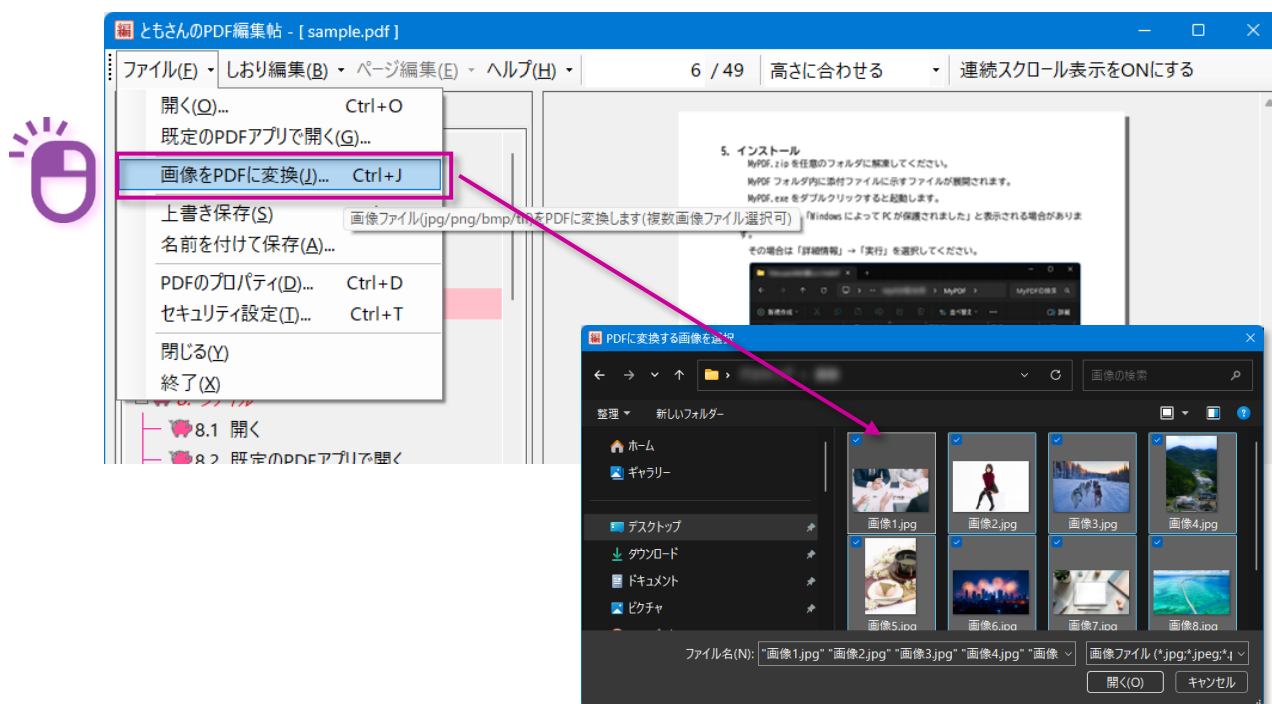 編 ともさんのPDF編集帖 - [ sample.pdf ]
ファイル(F) しおり編集(B) ページ編集(E) ヘルプ(H) 6 / 49 高さに合わせる 連続スクロール表示をONにする
開く(O)... Ctrl+O
既定のPDFアプリで開く(G)...
画像をPDFに変換(J)... Ctrl+J
上書き保存(S)
画像ファイル(jpg/png/bmp/tif)をPDFに変換します(複数画像ファイル選択可)
名前を付けて保存(A)...
PDFのプロパティ(D)... Ctrl+D
セキュリティ設定(T)... Ctrl+T
閉じる(Y)
終了(X)
8.1 開く
8.2 既定のPDFアプリで開く
5. インストール
MyPDF.zip を任意のフォルダに解凍してください。
MyPDF フォルダ内に添付ファイルに示すファイルが展開されます。
MyPDF.exe をダブルクリックすると起動します。
「Windows によって PC が保護されました」と表示される場合がありま
す。
その場合は「詳細情報」→「実行」を選択してください。
MyPDF MyPDFの検索
新規作成 並べ替え 詳細
編 PDFに変換する画像を選択
画像の検索
整理 新しいフォルダー
ホーム
ギャラリー
デスクトップ
ダウンロード
ドキュメント
ピクチャ
画像1.jpg 画像2.jpg 画像3.jpg 画像4.jpg
画像5.jpg 画像6.jpg 画像7.jpg 画像8.jpg
ファイル名(N): "画像1.jpg" "画像2.jpg" "画像3.jpg" "画像4.jpg" "画像 画像ファイル (*.jpg;*.jpeg;*.
開く(O) キャンセル